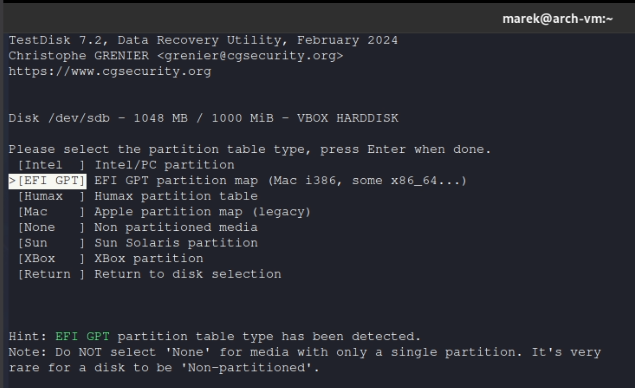 marek@arch-vm:~
TestDisk 7.2, Data Recovery Utility, February 2024
Christophe GRENIER <grenier@cgsecurity.org>
https://www.cgsecurity.org
Disk /dev/sdb - 1048 MB / 1000 MiB - VBOX HARDDISK
Please select the partition table type, press Enter when done.
 [Intel  ] Intel/PC partition
>[EFI GPT] EFI GPT partition map (Mac i386, some x86_64...)
 [Humax  ] Humax partition table
 [Mac    ] Apple partition map (legacy)
 [None   ] Non partitioned media
 [Sun    ] Sun Solaris partition
 [XBox   ] XBox partition
 [Return ] Return to disk selection
Hint: EFI GPT partition table type has been detected.
Note: Do NOT select 'None' for media with only a single partition. It's very
rare for a disk to be 'Non-partitioned'.